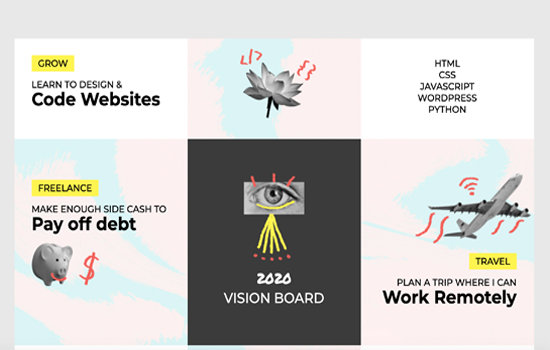 GROW
LEARN TO DESIGN &
Code Websites
</>
{}
HTML
CSS
JAVASCRIPT
WORDPRESS
PYTHON
FREELANCE
MAKE ENOUGH SIDE CASH TO
Pay off debt
$
2020
VISION BOARD
TRAVEL
PLAN A TRIP WHERE I CAN
Work Remotely